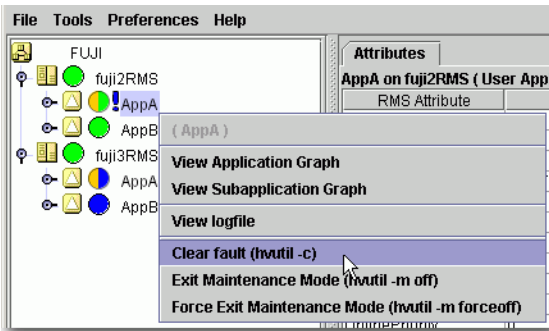 File Tools Preferences Help
FUJI
Attributes
fuji2RMS
AppA on fuji2RMS ( User App
AppA
RMS Attribute
AppB
( AppA )
fuji3RMS
View Application Graph
AppA
View Subapplication Graph
AppB
View logfile
Clear fault (hvutil -c)
Exit Maintenance Mode (hvutil -m off)
Force Exit Maintenance Mode (hvutil -m forceoff)